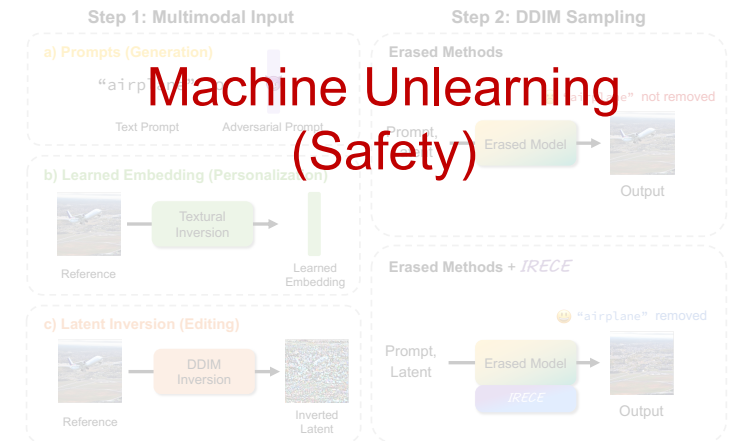 Step 1: Multimodal Input
a) Prompts (Generation)
"airplane"
Text Prompt
Adversarial Prompt
b) Learned Embedding (Personalization)
Textural
Inversion
Reference
Learned
Embedding
c) Latent Inversion (Editing)
DDIM
Inversion
Reference
Inverted
Latent
Machine Unlearning
(Safety)
Step 2: DDIM Sampling
Erased Methods
"airplane" not removed
Prompt,
Erased Model
Output
Erased Methods + IRECE
"airplane" removed
Prompt,
Latent
Erased Model
IRECE
Output